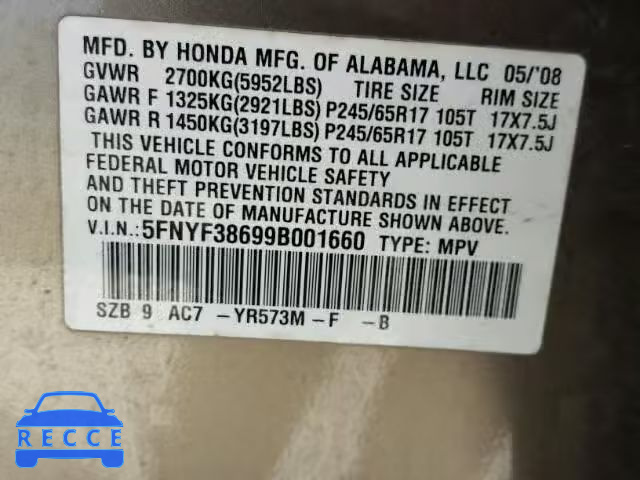 MFD. BY HONDA MFG. OF ALABAMA, LLC 05/'08
GVWR 2700KG(5952LBS) TIRE SIZE RIM SIZE
GAWR F 1325KG(2921LBS) P245/65R17 105T 17X7.5J
GAWR R 1450KG(3197LBS) P245/65R17 105T 17X7.5J
THIS VEHICLE CONFORMS TO ALL APPLICABLE
FEDERAL MOTOR VEHICLE SAFETY
AND THEFT PREVENTION STANDARDS IN EFFECT
ON THE DATE OF MANUFACTURE SHOWN ABOVE.
V.I.N.: 5FNYF38699B001660 TYPE: MPV
SZB 9 AC7 -YR573M-F -B
RECCE